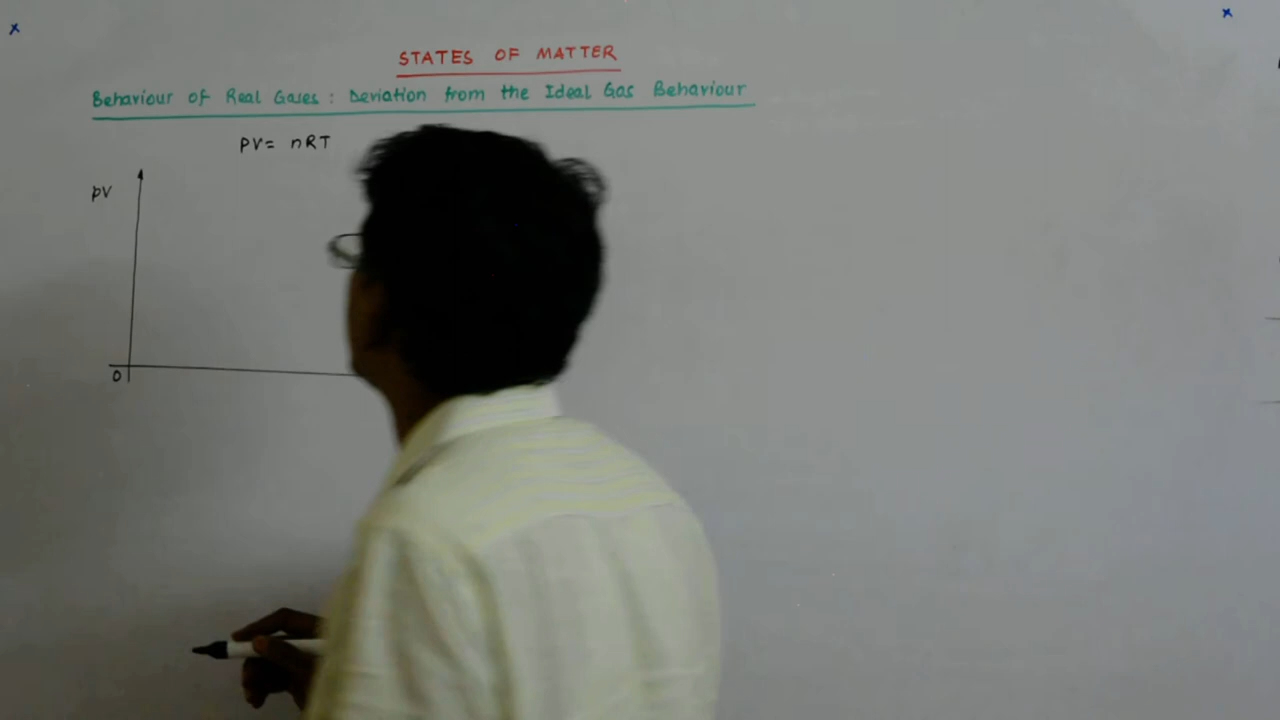 x x
STATES OF MATTER
Behaviour of Real Gases : Deviation from the Ideal Gas Behaviour
PV= nRT
PV
0